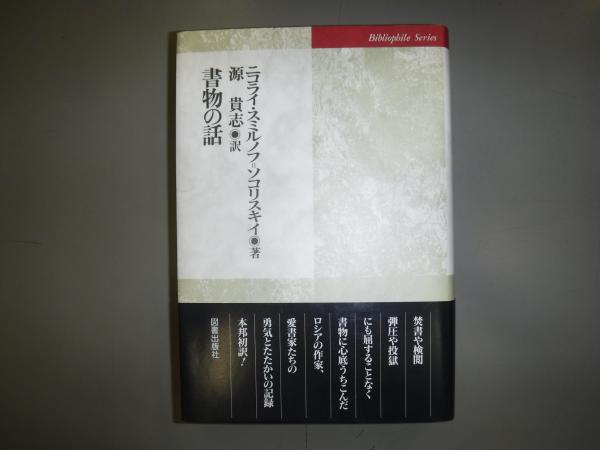 Bibliophile Series
ニコライ・スミルノフ=ソコリスキイ◉著
源 貴志◉訳
書物の話
焚書や検閲
弾圧や投獄
にも屈することなく
書物に心底うちこんだ
ロシアの作家、
愛書家たちの
勇気とたたかいの記録
本邦初訳!
図書出版社